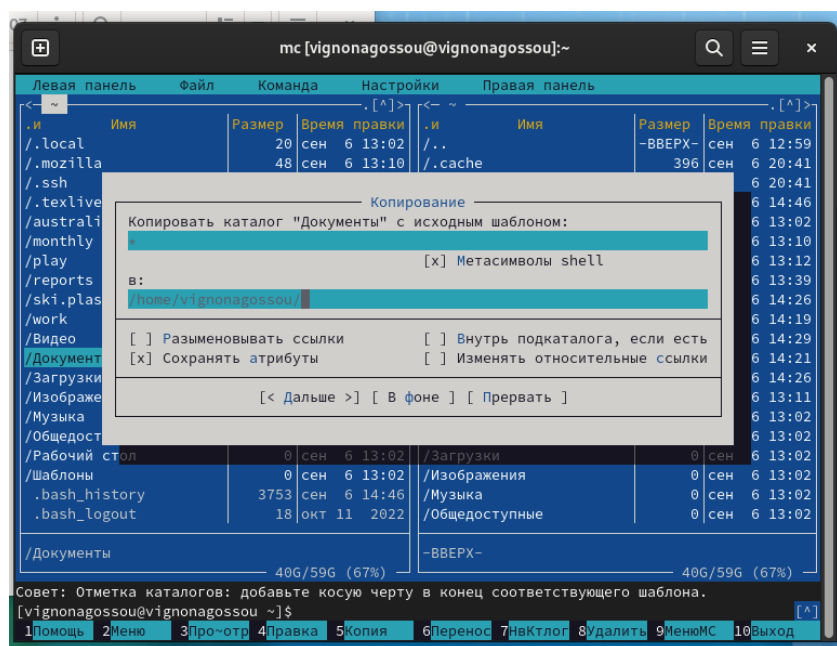 mc [vignonagossou@vignonagossou]:~
Левая панель Файл Команда Настройки Правая панель
<— ~ .[^]> <— ~ .[^]>
.и Имя Размер Время правки .и Имя Размер Время правки
/.local 20 сен 6 13:02 /.. -ВВЕРХ- сен 6 12:59
/.mozilla 48 сен 6 13:10 /.cache 396 сен 6 20:41
/.ssh 6 20:41
/.texlive 6 14:46
Копирование
/australi Копировать каталог "Документы" с исходным шаблоном: 6 13:02
/monthly * 6 13:10
/play [x] Метасимволы shell 6 13:12
/reports в: 6 13:39
/ski.plas /home/vignonagossou/ 6 14:26
/work 6 14:19
/Видео [ ] Разыменовывать ссылки [ ] Внутрь подкаталога, если есть 6 14:29
/Документ [x] Сохранять атрибуты [ ] Изменять относительные ссылки 6 14:21
/Загрузки 6 14:26
/Изображе [< Дальше >] [ В фоне ] [ Прервать ] 6 13:11
/Музыка 6 13:02
/Общедост 6 13:02
/Рабочий стол 0 сен 6 13:02 /Загрузки 0 сен 6 13:02
/Шаблоны 0 сен 6 13:02 /Изображения 0 сен 6 13:02
.bash_history 3753 сен 6 14:46 /Музыка 0 сен 6 13:02
.bash_logout 18 окт 11 2022 /Общедоступные 0 сен 6 13:02
/Документы -ВВЕРХ-
40G/59G (67%) 40G/59G (67%)
Совет: Отметка каталогов: добавьте косую черту в конец соответствующего шаблона.
[vignonagossou@vignonagossou ~]$ [^]
1Помощь 2Меню 3Про~отр 4Правка 5Копия 6Перенос 7НвКтлог 8Удалить 9МенюМС 10Выход